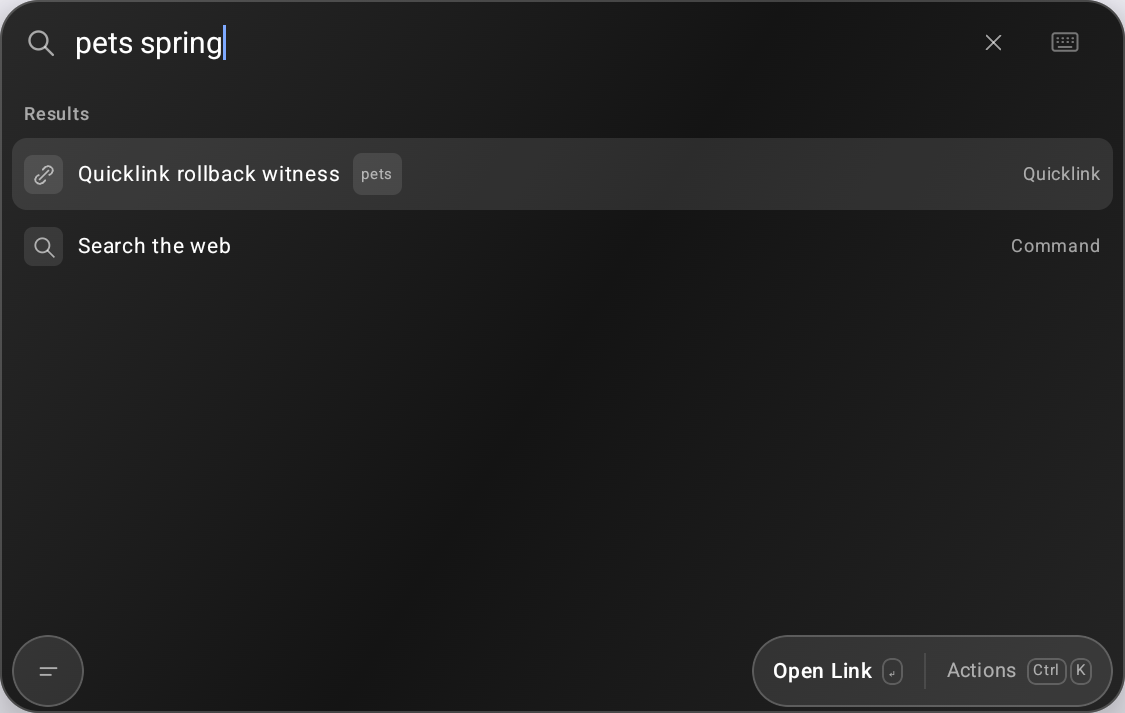 pets spring
Results
Quicklink rollback witness pets Quicklink
Search the web Command
Open Link Actions Ctrl K